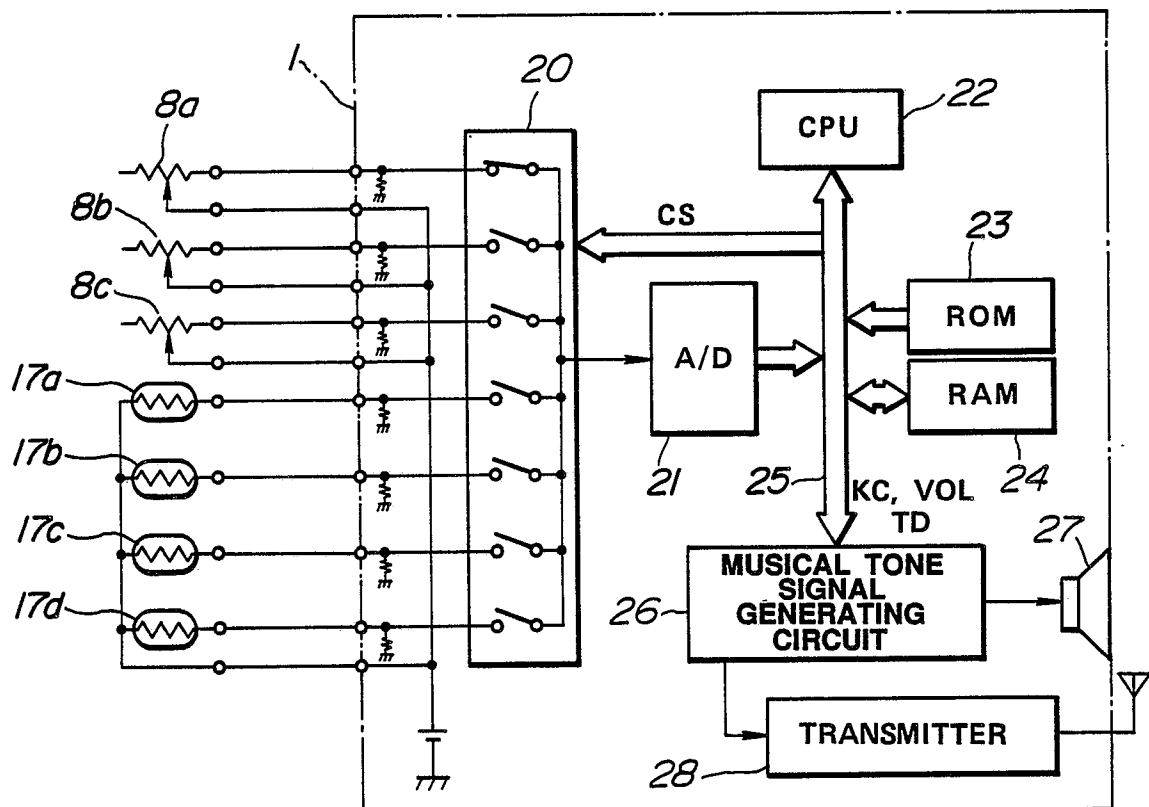 1
20
8a
22
CPU
8b
CS
23
8c
ROM
A/D
17a
RAM
17b
21
25
24
KC, VOL
TD
17c
27
MUSICAL TONE
SIGNAL
GENERATING
CIRCUIT
26
17d
TRANSMITTER
28